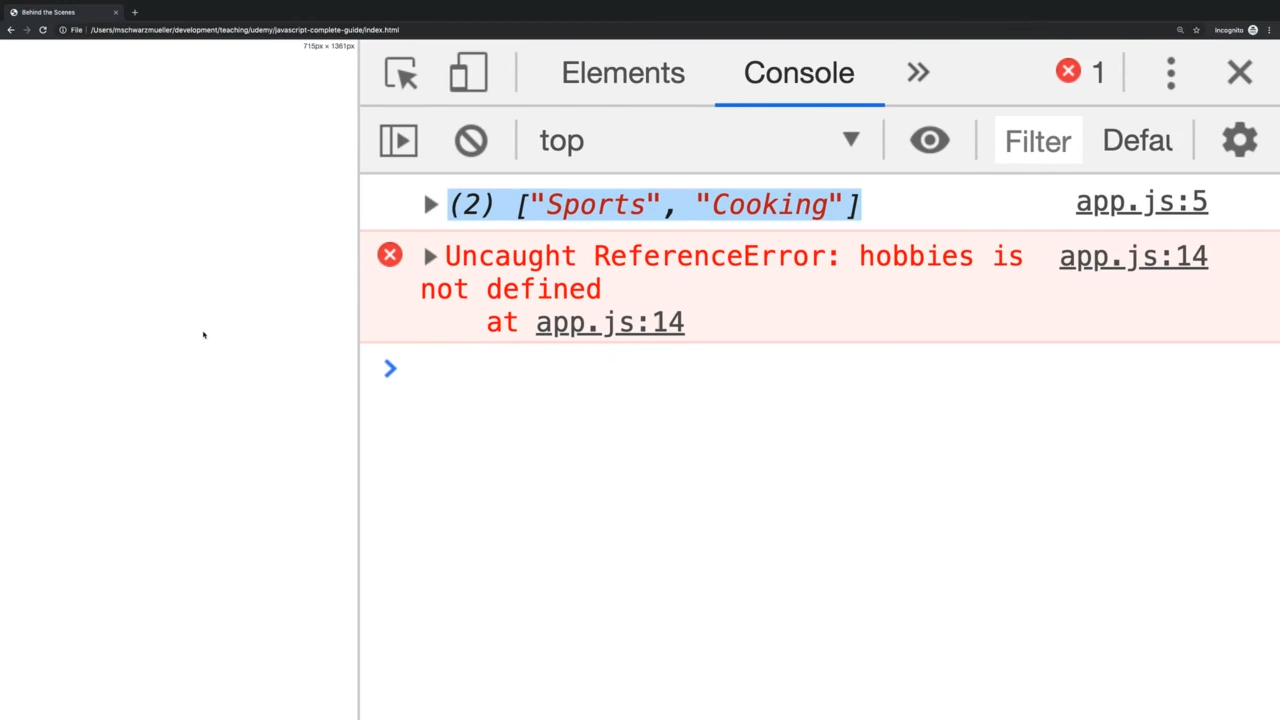 Behind the Scenes
File /Users/mschwarzmueller/development/teaching/udemy/javascript-complete-guide/index.html Incognito
715px × 1361px
Elements Console 1
top Filter Defau
(2) ["Sports", "Cooking"] app.js:5
Uncaught ReferenceError: hobbies is app.js:14
not defined
at app.js:14